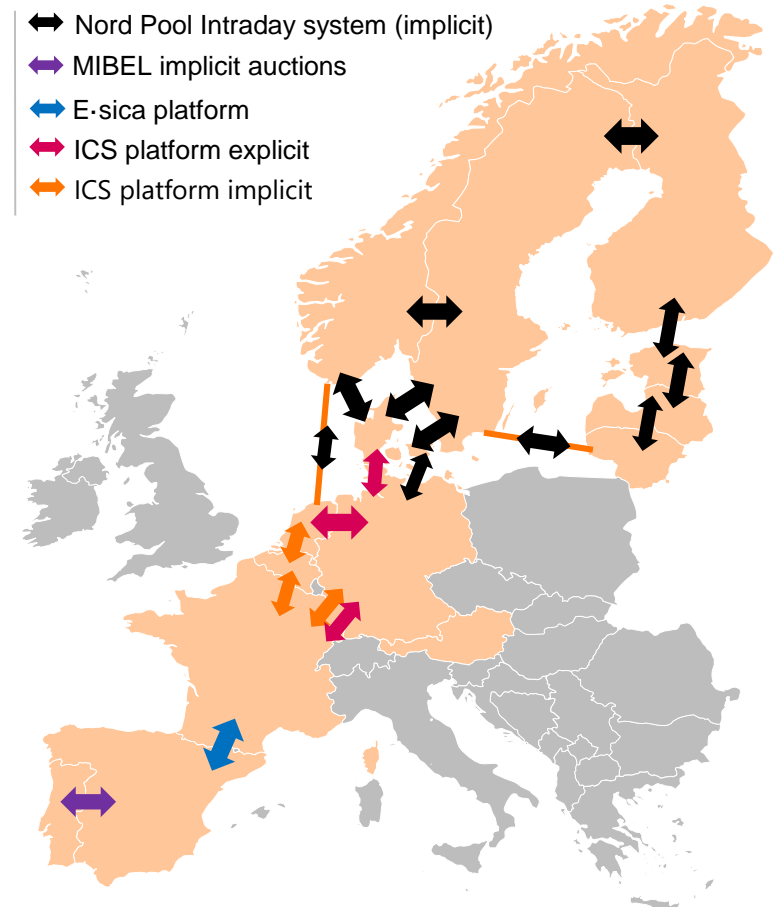 Nord Pool Intraday system (implicit)
MIBEL implicit auctions
E·sica platform
ICS platform explicit
ICS platform implicit